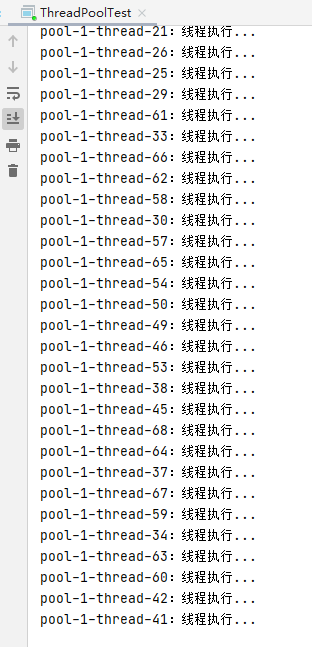 ThreadPoolTest
pool-1-thread-21：线程执行...
pool-1-thread-26：线程执行...
pool-1-thread-25：线程执行...
pool-1-thread-29：线程执行...
pool-1-thread-61：线程执行...
pool-1-thread-33：线程执行...
pool-1-thread-66：线程执行...
pool-1-thread-62：线程执行...
pool-1-thread-58：线程执行...
pool-1-thread-30：线程执行...
pool-1-thread-57：线程执行...
pool-1-thread-65：线程执行...
pool-1-thread-54：线程执行...
pool-1-thread-50：线程执行...
pool-1-thread-49：线程执行...
pool-1-thread-46：线程执行...
pool-1-thread-53：线程执行...
pool-1-thread-38：线程执行...
pool-1-thread-45：线程执行...
pool-1-thread-68：线程执行...
pool-1-thread-64：线程执行...
pool-1-thread-37：线程执行...
pool-1-thread-67：线程执行...
pool-1-thread-59：线程执行...
pool-1-thread-34：线程执行...
pool-1-thread-63：线程执行...
pool-1-thread-60：线程执行...
pool-1-thread-42：线程执行...
pool-1-thread-41：线程执行...